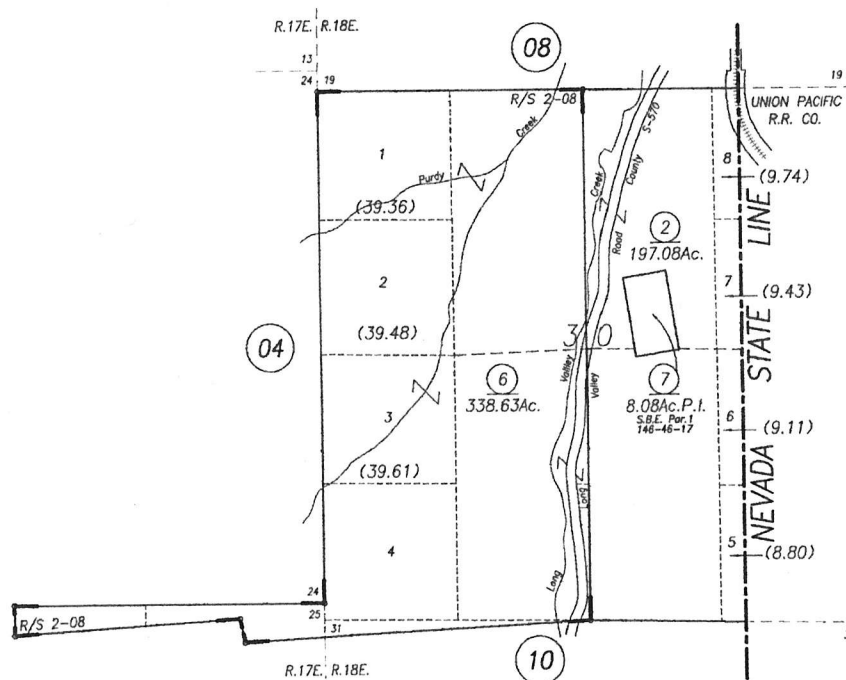 R.17E. R.18E.
08
13
24 19
19
R/S 2-08
UNION PACIFIC
R.R. CO.
S-570
Creek
1
Purdy
Creek
County
8
(9.74)
(39.36)
Road
2
197.08Ac.
2
7
(9.43)
(39.48)
04
30
Valley
Valley
6
338.63Ac.
7
8.08Ac.P.I.
S.B.E. Par.1
146-46-17
3
6
(9.11)
(39.61)
Long
4
5
(8.80)
NEVADA STATE LINE
Long
24
25
31
R/S 2-08
10
R.17E. R.18E.